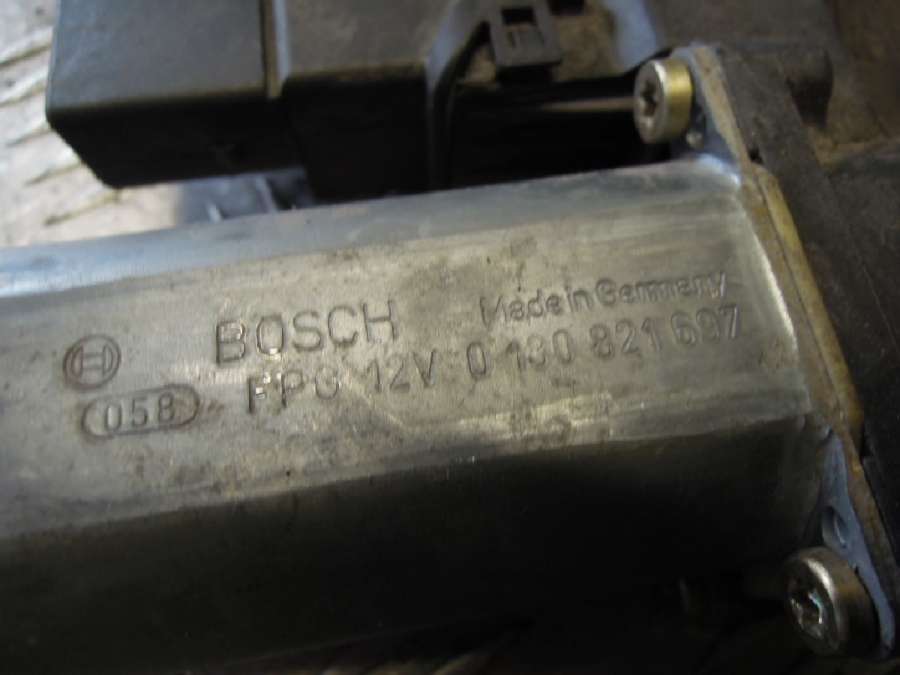 BOSCH Made in Germany
058 FPG 12V 0 130 821 697